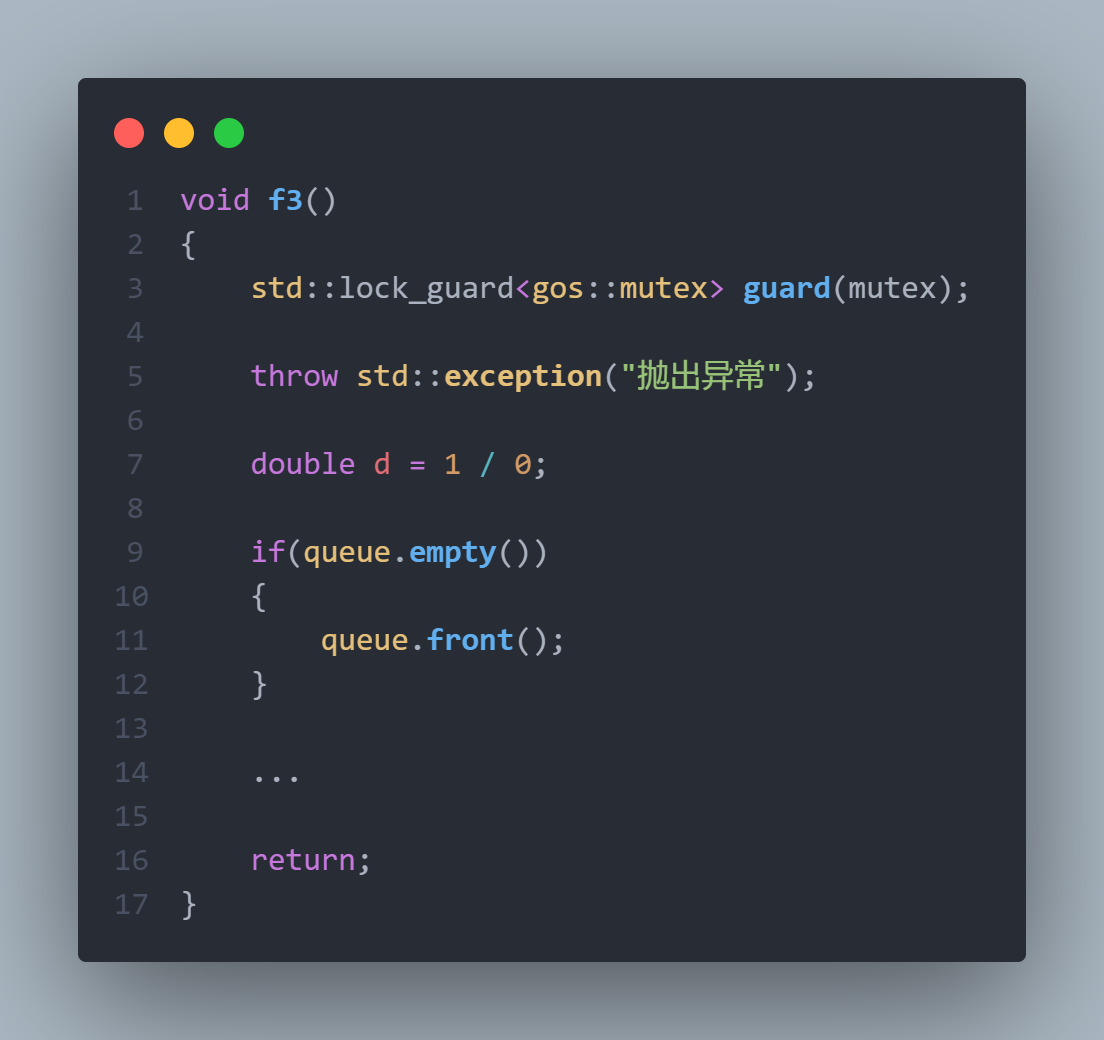 1 void f3()
2 {
3     std::lock_guard<gos::mutex> guard(mutex);
4
5     throw std::exception("抛出异常");
6
7     double d = 1 / 0;
8
9     if(queue.empty())
10     {
11         queue.front();
12     }
13
14     ...
15
16     return;
17 }